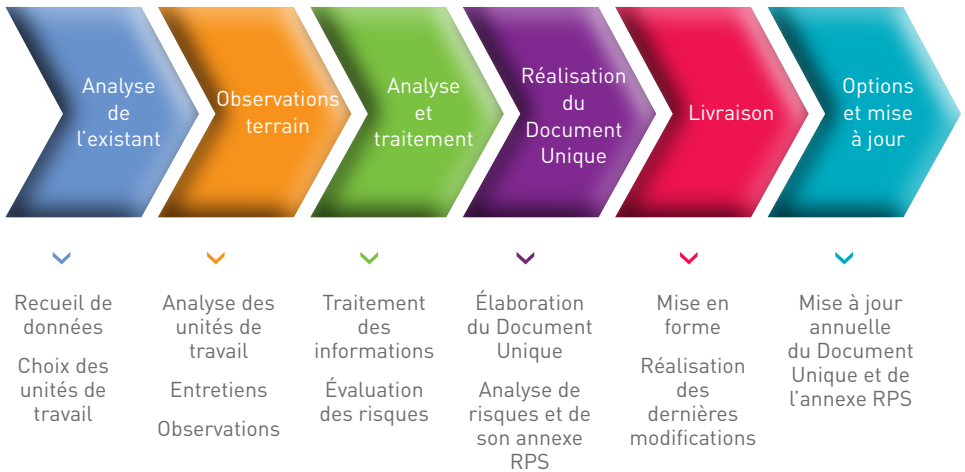 Analyse
de
l'existant
Observations
terrain
Analyse
et
traitement
Réalisation
du
Document
Unique
Livraison
Options
et mise
à jour
Recueil de
données
Choix des
unités de
travail
Analyse des
unités de
travail
Entretiens
Observations
Traitement
des
informations
Évaluation
des risques
Élaboration
du Document
Unique
Analyse de
risques et de
son annexe
RPS
Mise en
forme
Réalisation
des
dernières
modifications
Mise à jour
annuelle
du Document
Unique et de
l'annexe RPS